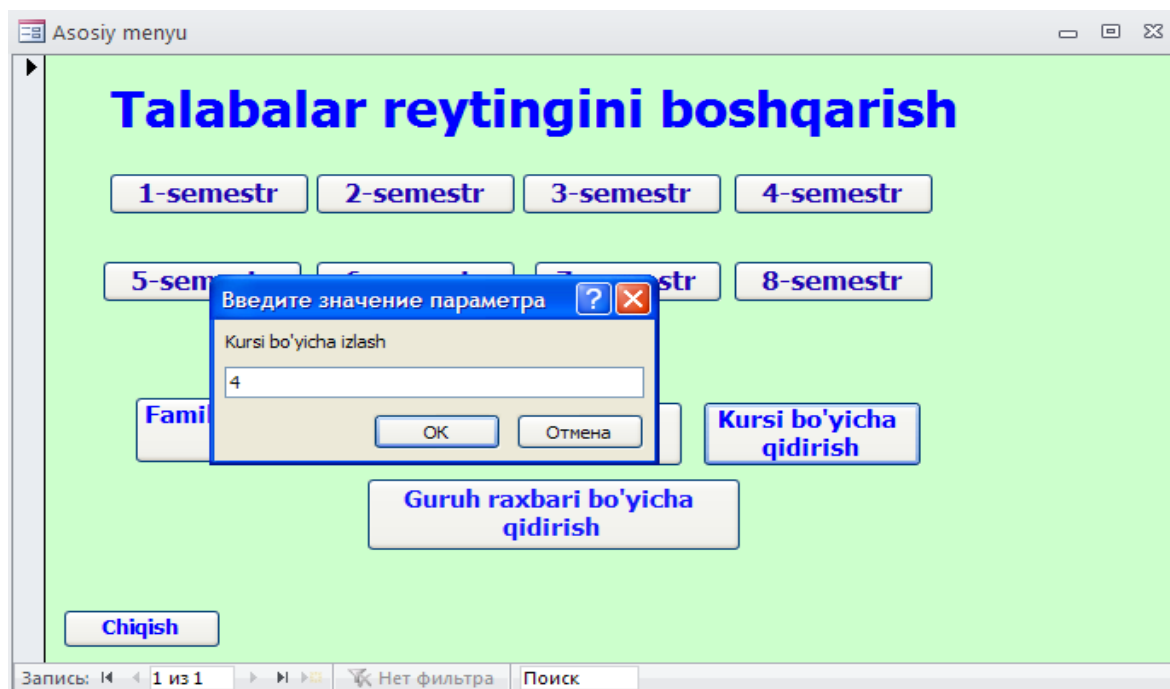 Asosiy menyu
Talabalar reytingini boshqarish
1-semestr 2-semestr 3-semestr 4-semestr
8-semestr
Введите значение параметра
Kursi bo'yicha izlash
4
OK Отмена
Kursi bo'yicha
qidirish
Guruh raxbari bo'yicha
qidirish
Chiqish
Запись: 1 из 1 Нет фильтра Поиск